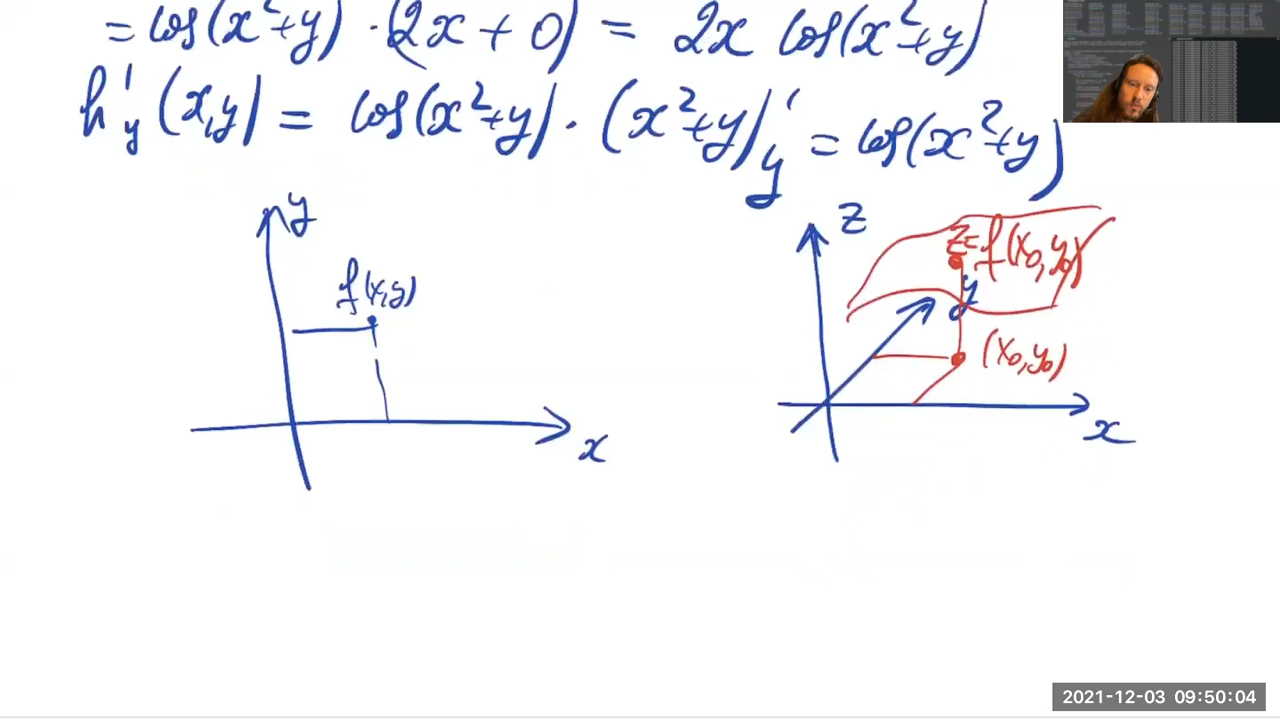 = cos(x²+y) · (2x + 0) = 2x cos(x²+y)
h'y (x,y) = cos(x²+y) · (x²+y)'y = cos(x²+y)
y
f(x,y)
x
z
z=f(x₀,y₀)
y
(x₀,y₀)
x
2021-12-03 09:50:04